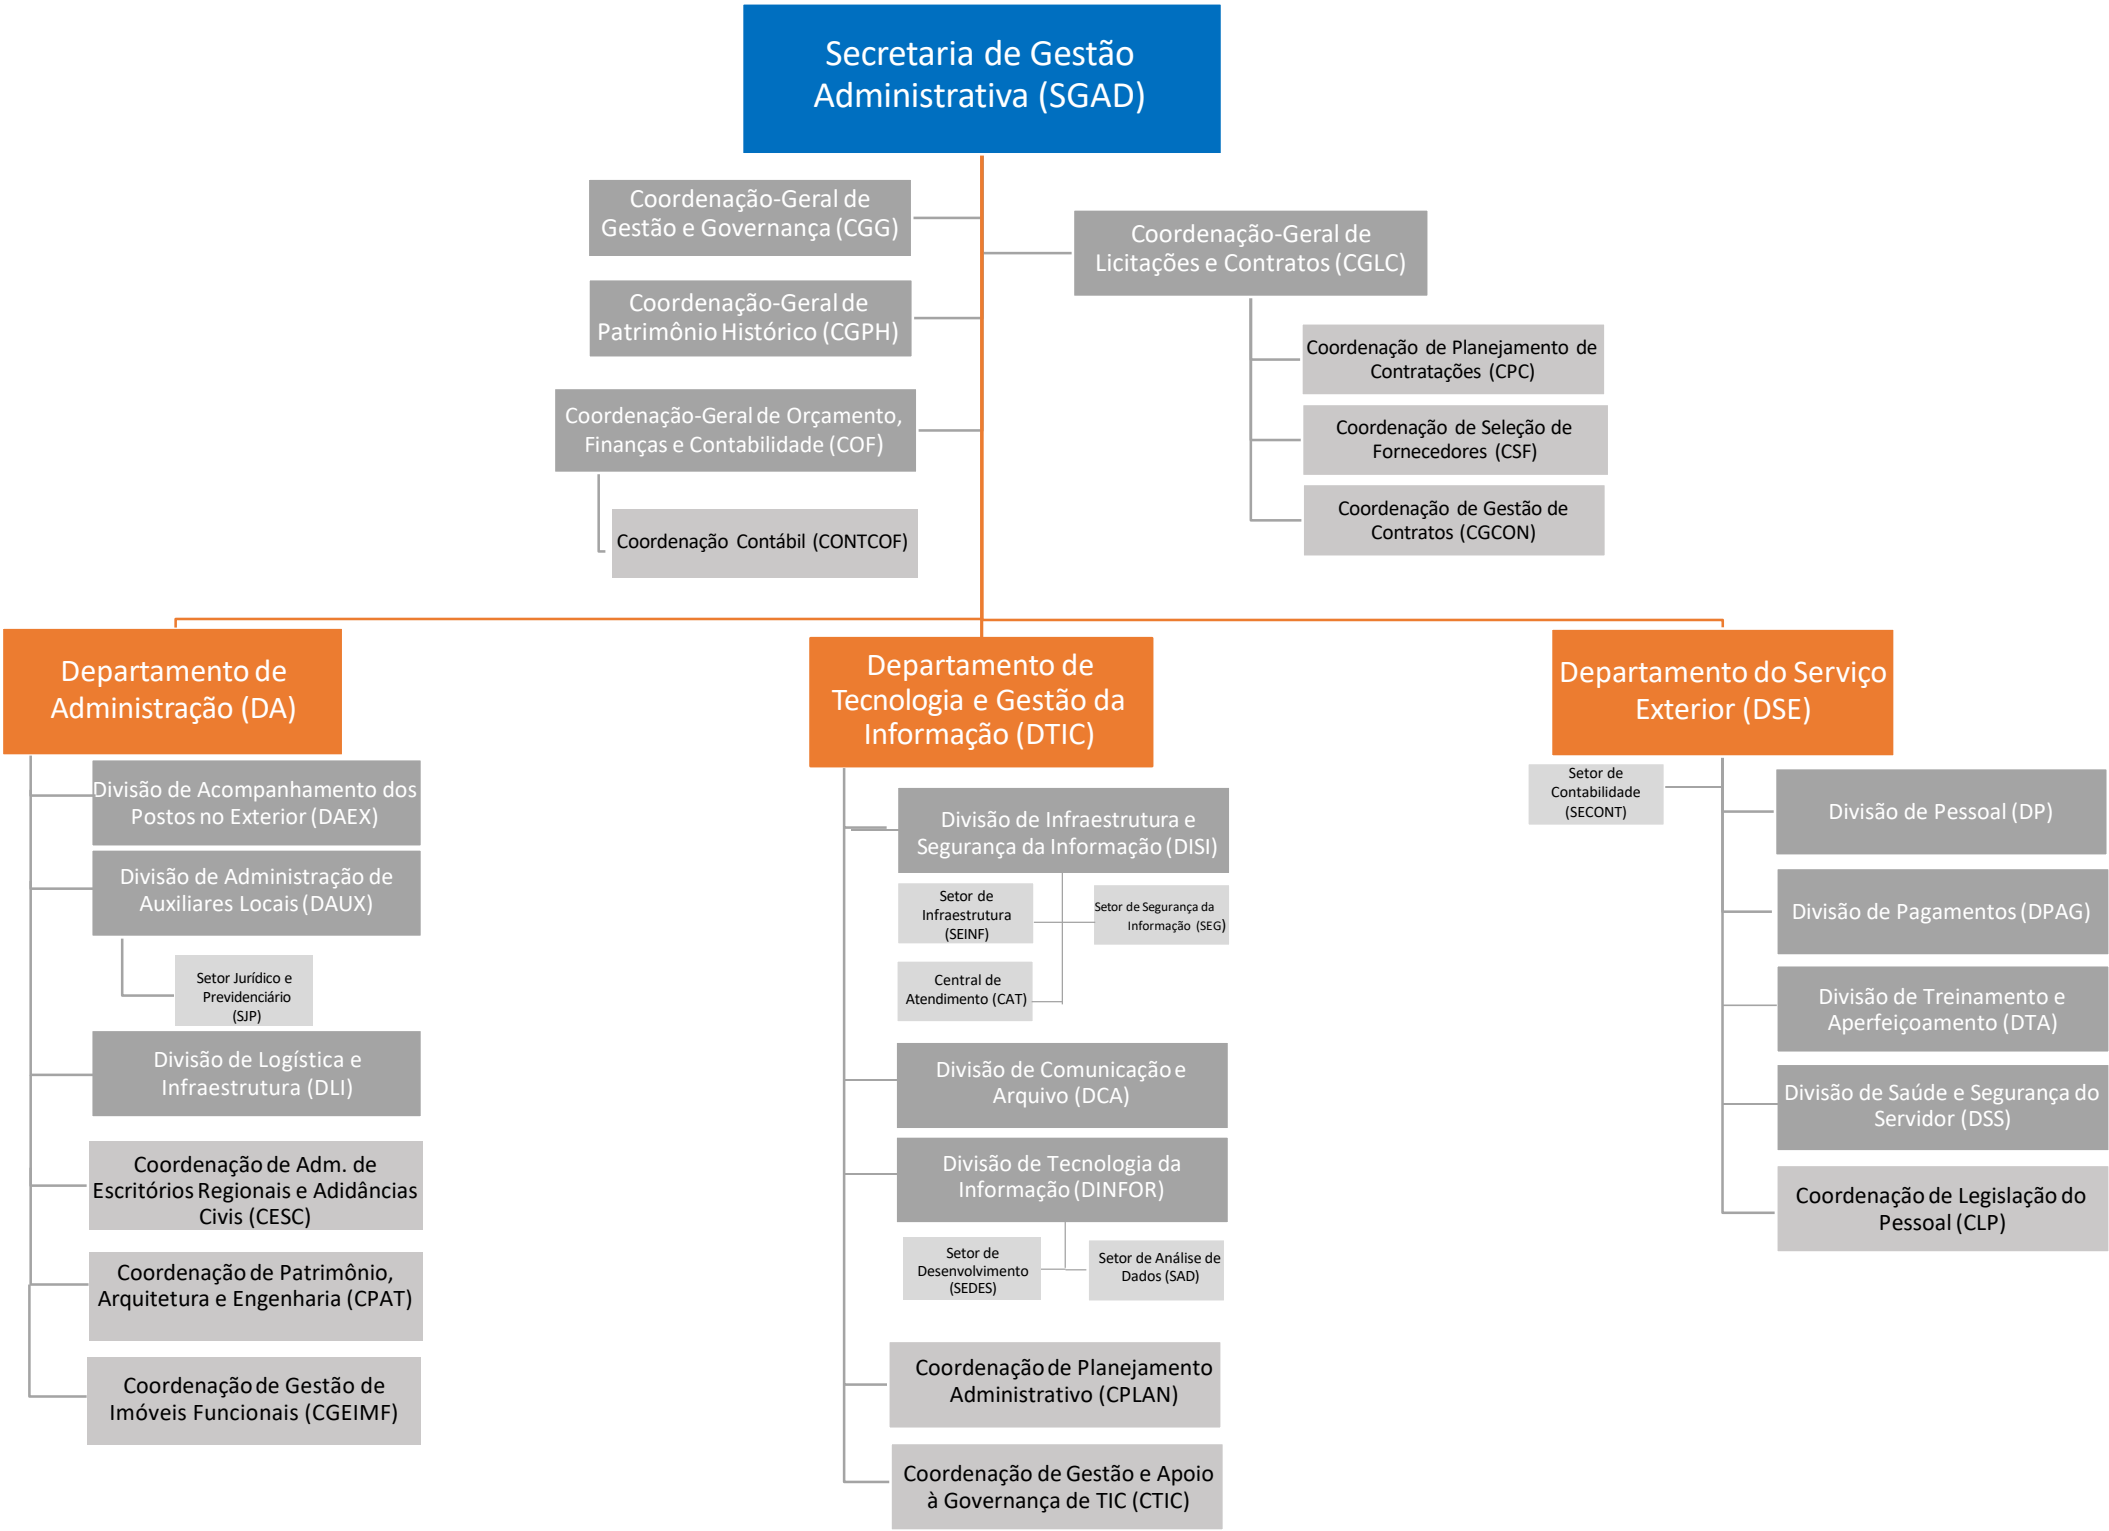 Secretaria de Gestão
Administrativa (SGAD)
Coordenação-Geral de
Gestão e Governança (CGG)
Coordenação-Geral de
Licitações e Contratos (CGLC)
Coordenação-Geral de
Patrimônio Histórico (CGPH)
Coordenação de Planejamento de
Contratações (CPC)
Coordenação-Geral de Orçamento,
Finanças e Contabilidade (COF)
Coordenação de Seleção de
Fornecedores (CSF)
Coordenação de Gestão de
Contratos (CGCON)
Coordenação Contábil (CONTCOF)
Departamento de
Administração (DA)
Divisão de Acompanhamento dos
Postos no Exterior (DAEX)
Divisão de Administração de
Auxiliares Locais (DAUX)
Setor Jurídico e
Previdenciário
(SJP)
Divisão de Logística e
Infraestrutura (DLI)
Coordenação de Adm. de
Escritórios Regionais e Adidâncias
Civis (CESC)
Coordenação de Patrimônio,
Arquitetura e Engenharia (CPAT)
Coordenação de Gestão de
Imóveis Funcionais (CGEIMF)
Departamento de
Tecnologia e Gestão da
Informação (DTIC)
Divisão de Infraestrutura e
Segurança da Informação (DISI)
Setor de
Infraestrutura
(SEINF)
Setor de Segurança da
Informação (SEG)
Central de
Atendimento (CAT)
Divisão de Comunicação e
Arquivo (DCA)
Divisão de Tecnologia da
Informação (DINFOR)
Setor de
Desenvolvimento
(SEDES)
Setor de Análise de
Dados (SAD)
Coordenação de Planejamento
Administrativo (CPLAN)
Coordenação de Gestão e Apoio
à Governança de TIC (CTIC)
Departamento do Serviço
Exterior (DSE)
Setor de
Contabilidade
(SECONT)
Divisão de Pessoal (DP)
Divisão de Pagamentos (DPAG)
Divisão de Treinamento e
Aperfeiçoamento (DTA)
Divisão de Saúde e Segurança do
Servidor (DSS)
Coordenação de Legislação do
Pessoal (CLP)